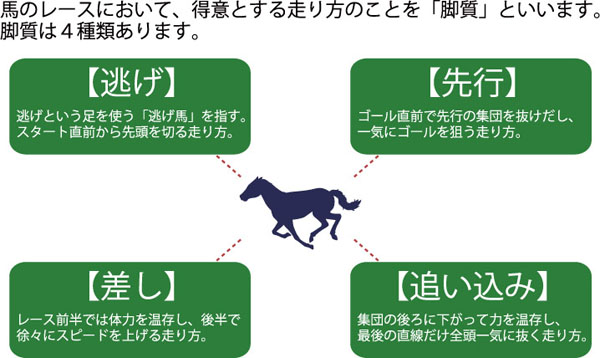 馬のレースにおいて、得意とする走り方のことを「脚質」といいます。
脚質は４種類あります。
【逃げ】
逃げという足を使う「逃げ馬」を指す。
スタート直前から先頭を切る走り方。
【先行】
ゴール直前で先行の集団を抜けだし、
一気にゴールを狙う走り方。
【差し】
レース前半では体力を温存し、後半で
徐々にスピードを上げる走り方。
【追い込み】
集団の後ろに下がって力を温存し、
最後の直線だけ全頭一気に抜く走り方。